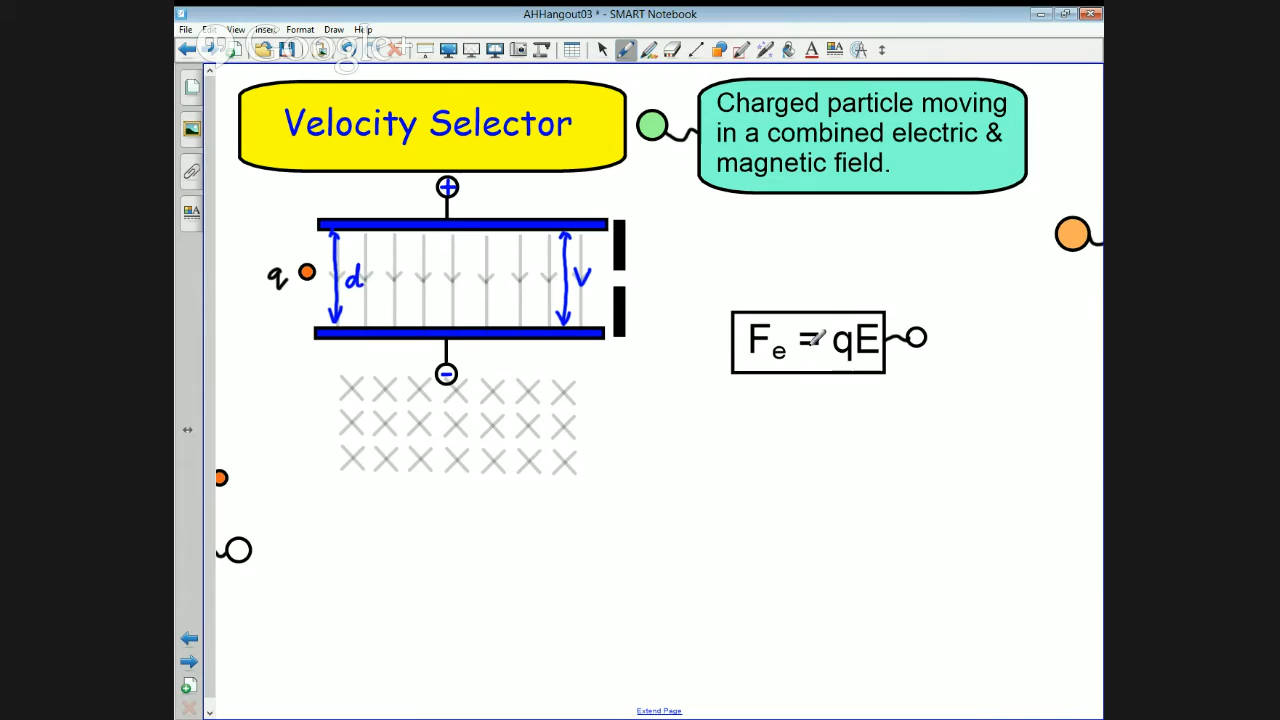 AHHangout03 * - SMART Notebook
File Edit View Insert Format Draw Help
Google+
Velocity Selector
Charged particle moving
in a combined electric &
magnetic field.
+
q
d
V
Fe = qE
-
Extend Page